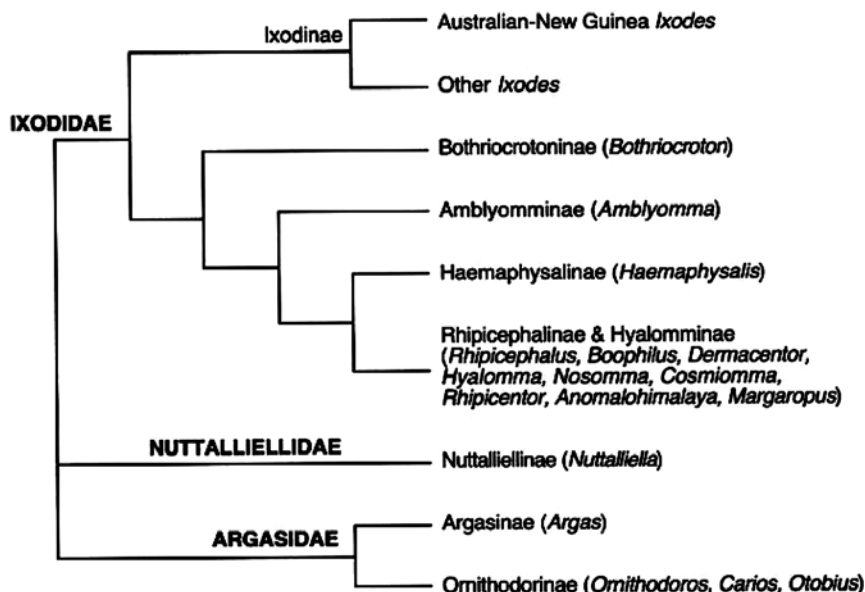 Ixodinae
Australian-New Guinea Ixodes
Other Ixodes
IXODIDAE
Bothriocrotoninae (Bothriocroton)
Amblyomminae (Amblyomma)
Haemaphysalinae (Haemaphysalis)
Rhipicephalinae & Hyalomminae
(Rhipicephalus, Boophilus, Dermacentor,
Hyalomma, Nosomma, Cosmiomma,
Rhipicentor, Anomalohimalaya, Margaropus)
NUTTALLIELLIDAE
Nuttalliellinae (Nuttalliella)
Argasinae (Argas)
ARGASIDAE
Ornithodorinae (Ornithodoros, Carios, Otobius)